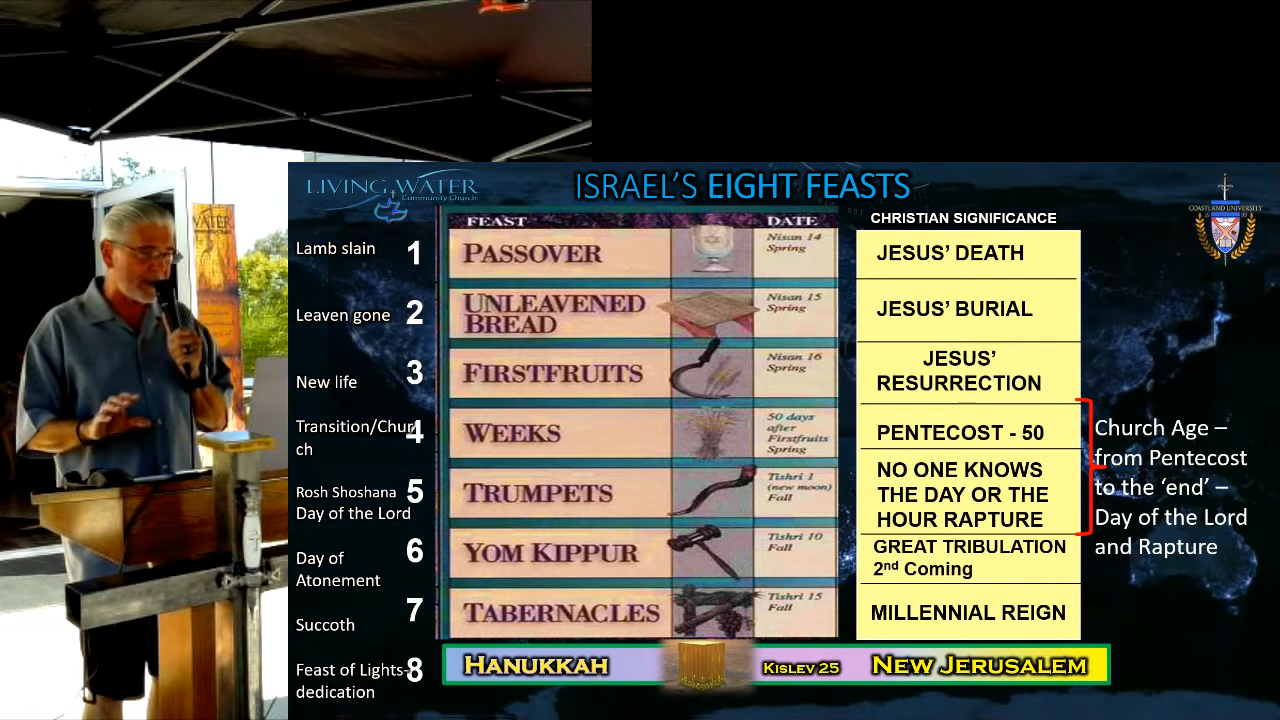 WATER
LIVING WATER
Community Church
ISRAEL'S EIGHT FEASTS
COASTLAND UNIVERSITY
FEAST DATE CHRISTIAN SIGNIFICANCE
Lamb slain 1 PASSOVER Nisan 14 JESUS' DEATH
Spring
Leaven gone 2 UNLEAVENED Nisan 15 JESUS' BURIAL
BREAD Spring
New life 3 FIRSTFRUITS Nisan 16 JESUS'
Spring RESURRECTION
Transition/Chur 4 WEEKS 50 days PENTECOST - 50
ch after
Firstfruits
Spring
Rosh Shoshana 5 TRUMPETS Tishri 1 NO ONE KNOWS
Day of the Lord (new moon) THE DAY OR THE
Fall HOUR RAPTURE
Day of 6 YOM KIPPUR Tishri 10 GREAT TRIBULATION
Atonement Fall 2nd Coming
Succoth 7 TABERNACLES Tishri 15 MILLENNIAL REIGN
Fall
Feast of Lights- 8 HANUKKAH KISLEV 25 NEW JERUSALEM
dedication
Church Age –
from Pentecost
to the 'end' –
Day of the Lord
and Rapture